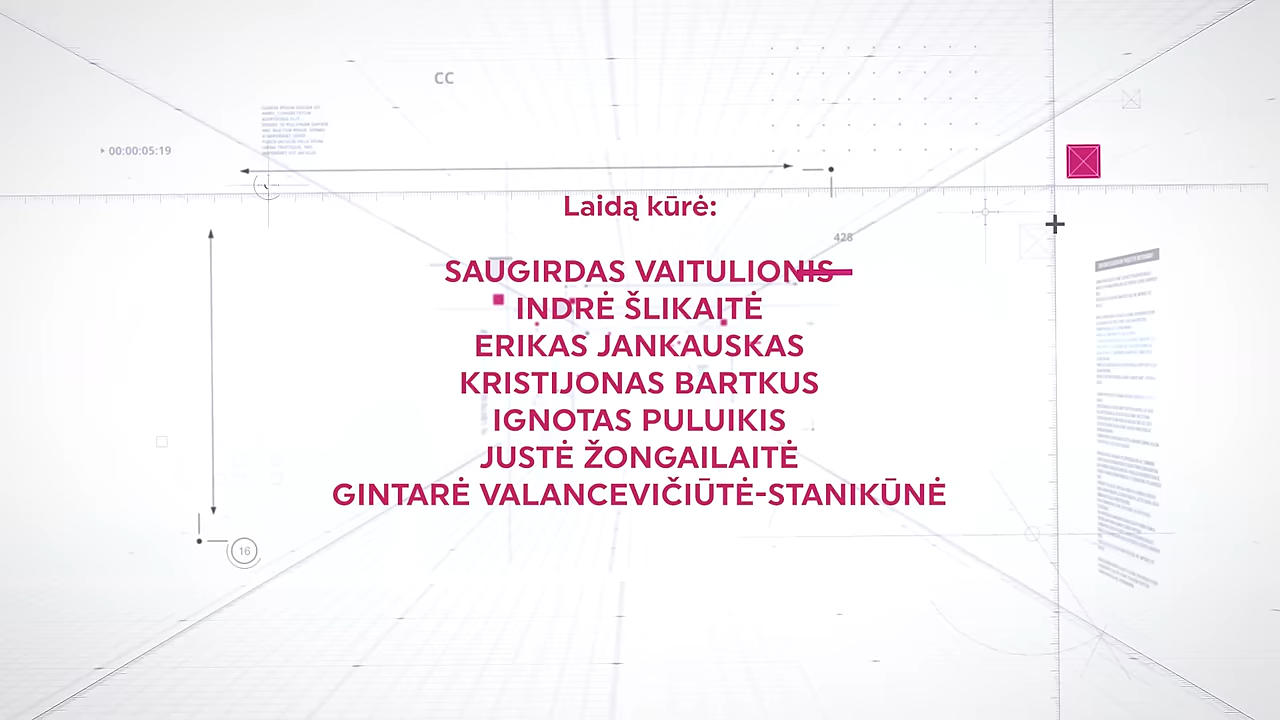 CC
00:00:05:19
Laidą kūrė:
428
SAUGIRDAS VAITULIONIS
INDRĖ ŠLIKAITĖ
ERIKAS JANKAUSKAS
KRISTIJONAS BARTKUS
IGNOTAS PULUIKIS
JUSTĖ ŽONGAILAITĖ
GINTARĖ VALANCEVIČIŪTĖ-STANIKŪNĖ
16